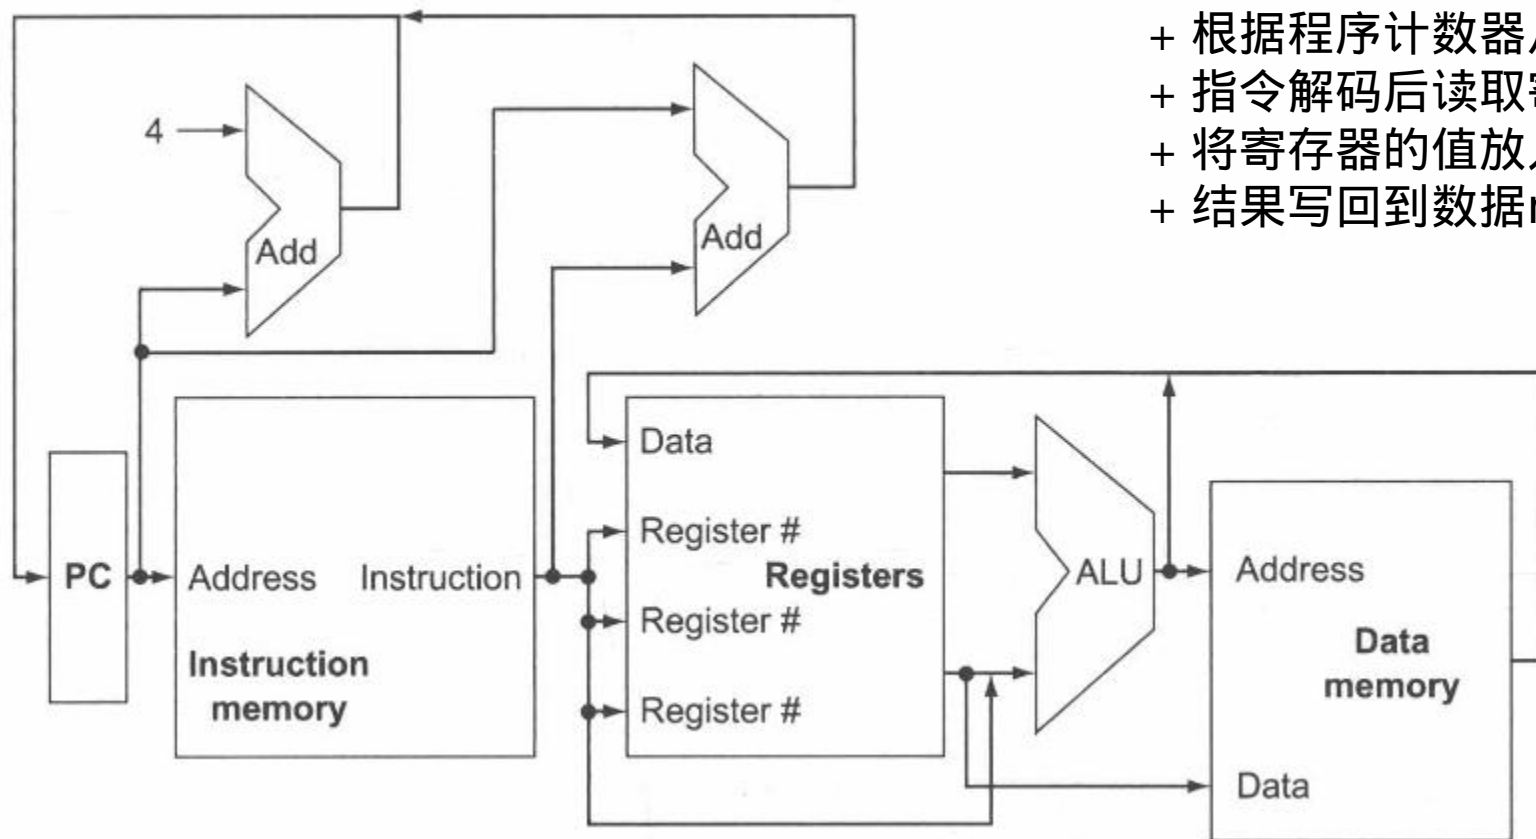 + 根据程序计数器
+ 指令解码后读取
+ 将寄存器的值放
+ 结果写回到数据
4
Add
Add
Data
Register #
PC
Address
Instruction
Registers
ALU
Address
Register #
Instruction
memory
Data
memory
Register #
Data